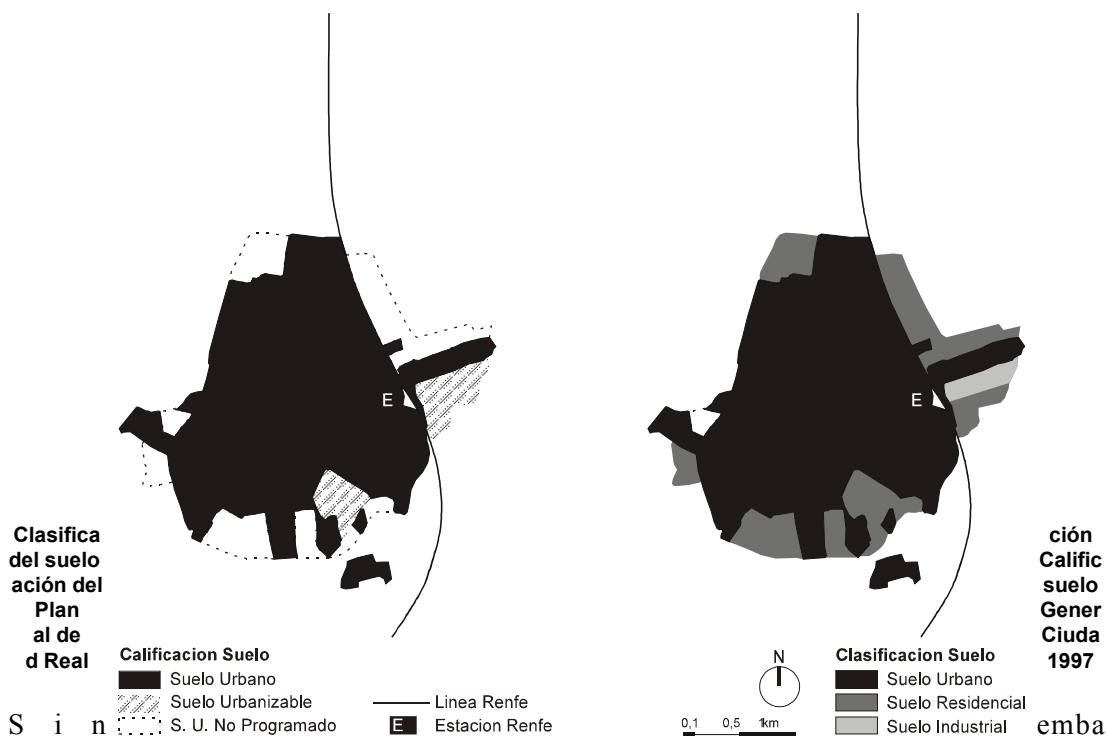 E
E
Clasifica ción
del suelo Calific
ación del suelo
Plan Gener
al de Ciuda
d Real 1997
Calificacion Suelo
Suelo Urbano
Suelo Urbanizable
S. U. No Programado
Linea Renfe
E Estacion Renfe
N
0,1 0,5 1km
Clasificacion Suelo
Suelo Urbano
Suelo Residencial
Suelo Industrial
S i n emba